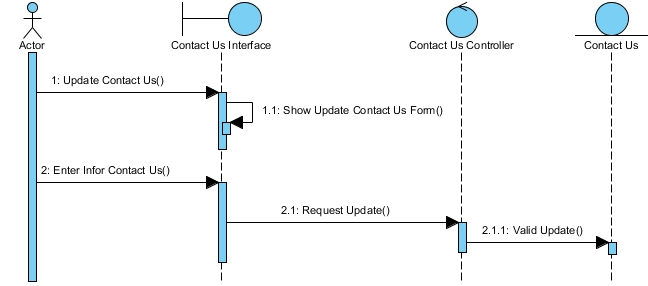 Actor
Contact Us Interface
Contact Us Controller
Contact Us
1: Update Contact Us()
1.1: Show Update Contact Us Form()
2: Enter Infor Contact Us()
2.1: Request Update()
2.1.1: Valid Update()